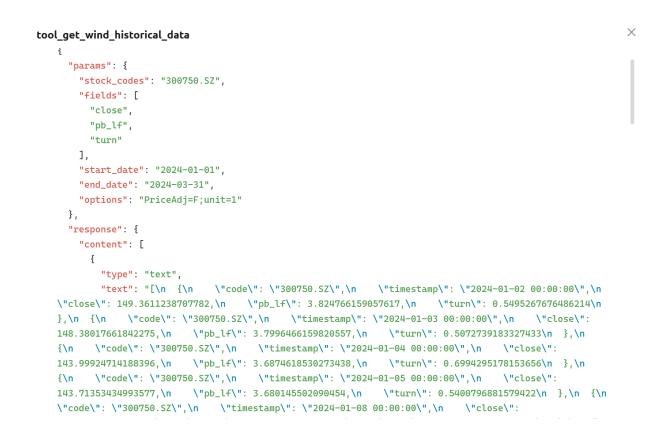 tool_get_wind_historical_data
{
"params": {
"stock_codes": "300750.SZ",
"fields": [
"close",
"pb_lf",
"turn"
],
"start_date": "2024-01-01",
"end_date": "2024-03-31",
"options": "PriceAdj=F;unit=1"
},
"response": {
"content": [
{
"type": "text",
"text": "[\n  {\n    \"code\": \"300750.SZ\",\n    \"timestamp\": \"2024-01-02 00:00:00\",\n
\"close\": 149.3611238707782,\n    \"pb_lf\": 3.824766159057617,\n    \"turn\": 0.5495267676486214\n
},\n  {\n    \"code\": \"300750.SZ\",\n    \"timestamp\": \"2024-01-03 00:00:00\",\n    \"close\":
148.38017661842275,\n    \"pb_lf\": 3.7996466159820557,\n    \"turn\": 0.5072739183327433\n  },\n
{\n    \"code\": \"300750.SZ\",\n    \"timestamp\": \"2024-01-04 00:00:00\",\n    \"close\":
143.99924714188396,\n    \"pb_lf\": 3.6874618530273438,\n    \"turn\": 0.6994295178153656\n  },\n
{\n    \"code\": \"300750.SZ\",\n    \"timestamp\": \"2024-01-05 00:00:00\",\n    \"close\":
143.71353434993577,\n    \"pb_lf\": 3.680145502090454,\n    \"turn\": 0.5400796881579422\n  },\n  {\n
\"code\": \"300750.SZ\",\n    \"timestamp\": \"2024-01-08 00:00:00\",\n    \"close\":